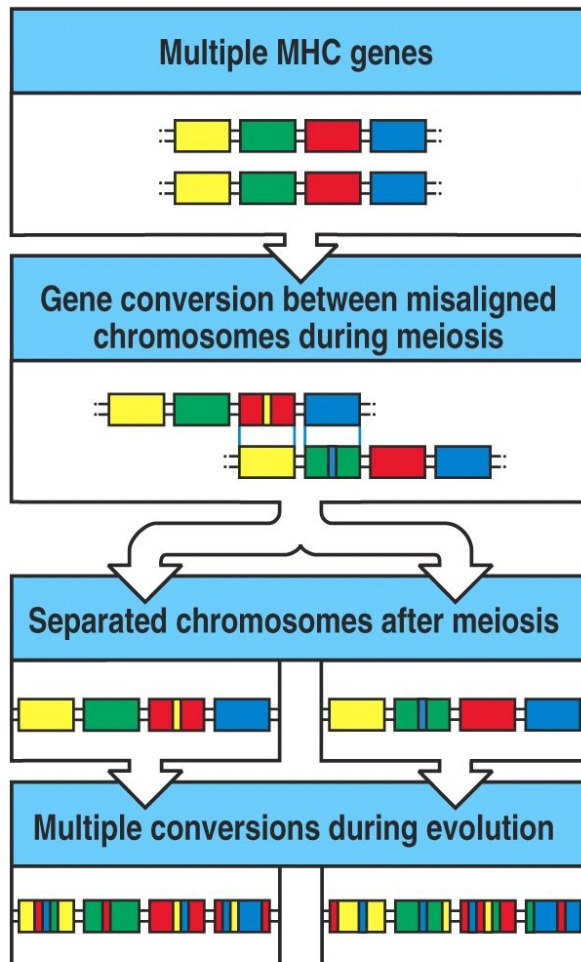 Multiple MHC genes
Gene conversion between misaligned
chromosomes during meiosis
Separated chromosomes after meiosis
Multiple conversions during evolution